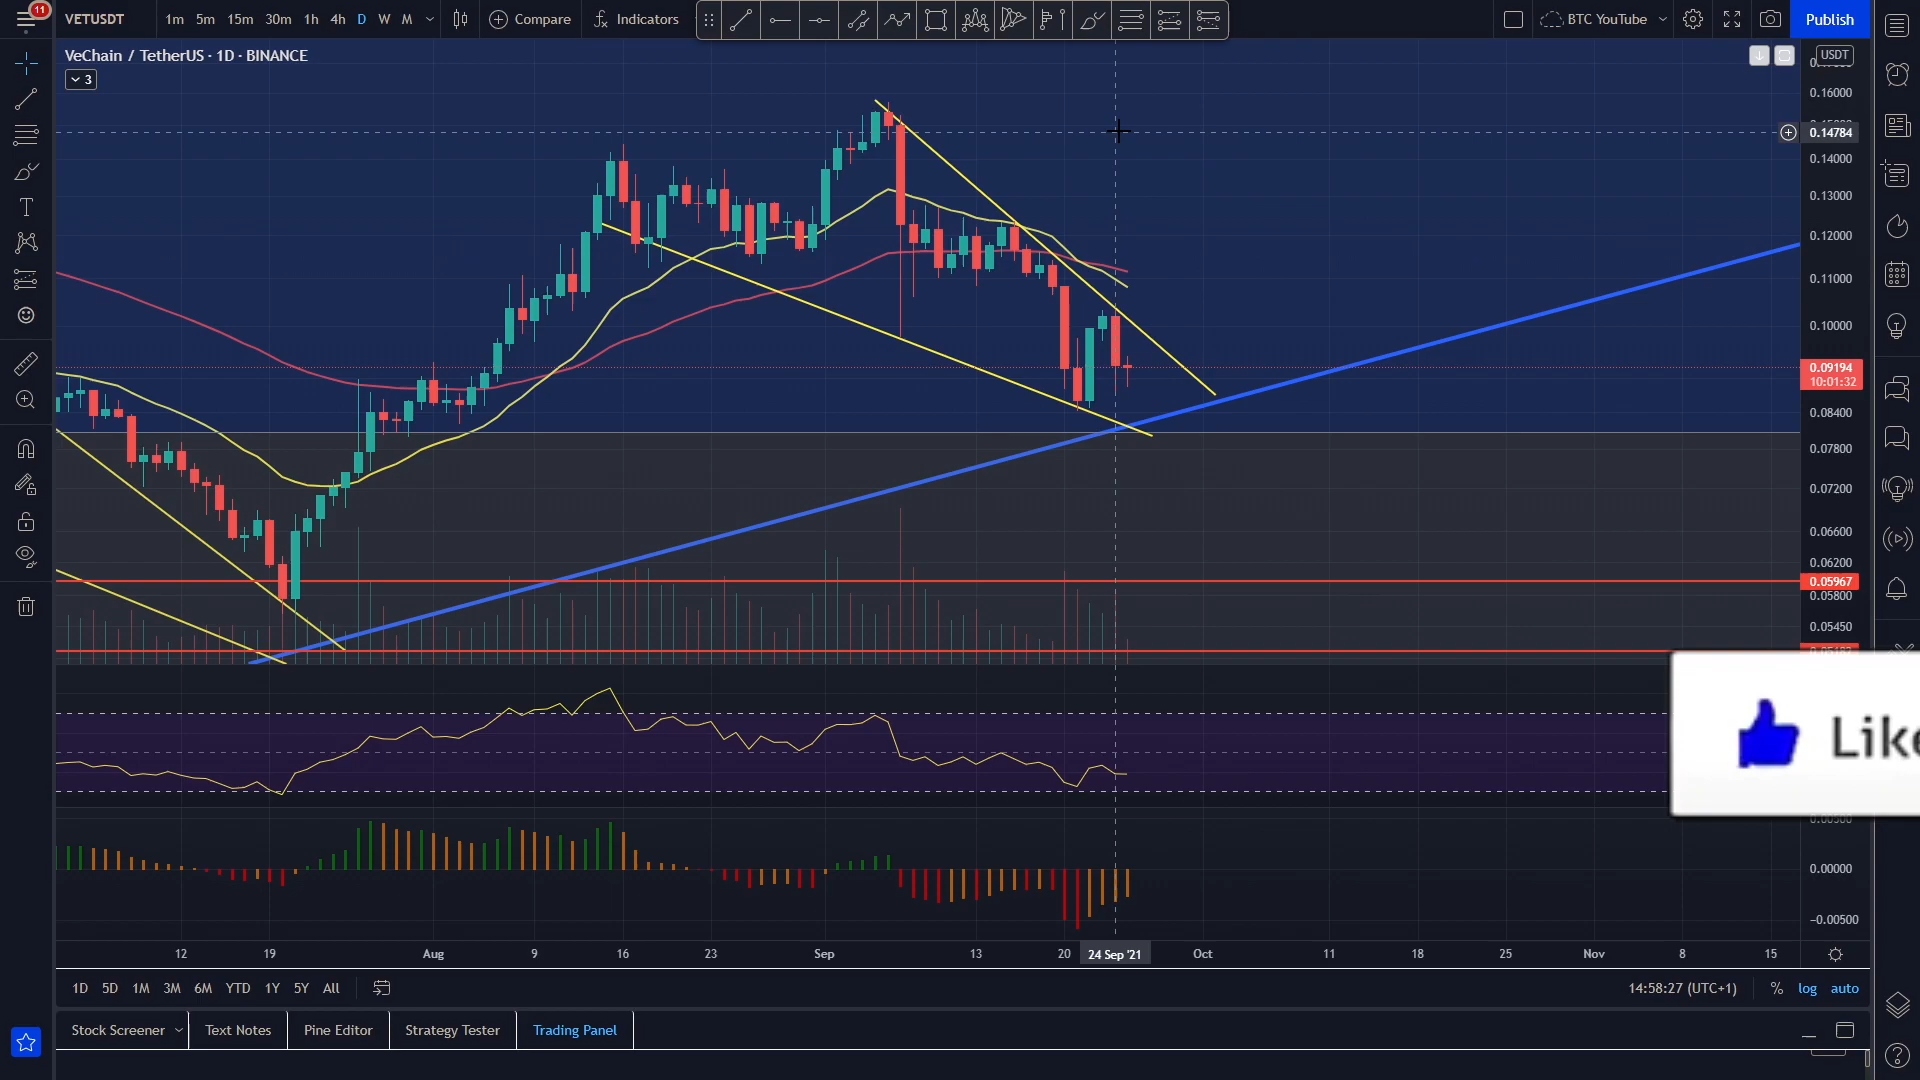 11
VETUSDT
1m 5m 15m 30m 1h 4h D W M
Compare
Indicators
BTC YouTube
Publish
VeChain / TetherUS · 1D · BINANCE
3
USDT
0.16000
0.14784
0.14000
0.13000
0.12000
0.11000
0.10000
0.09194
10:01:32
0.08400
0.07800
0.07200
0.06600
0.06200
0.05967
0.05800
0.05450
Like
0.00000
−0.00500
12 19 Aug 9 16 23 Sep 13 20 24 Sep '21 Oct 11 18 25 Nov 8 15
1D 5D 1M 3M 6M YTD 1Y 5Y All
14:58:27 (UTC+1) % log auto
Stock Screener Text Notes Pine Editor Strategy Tester Trading Panel